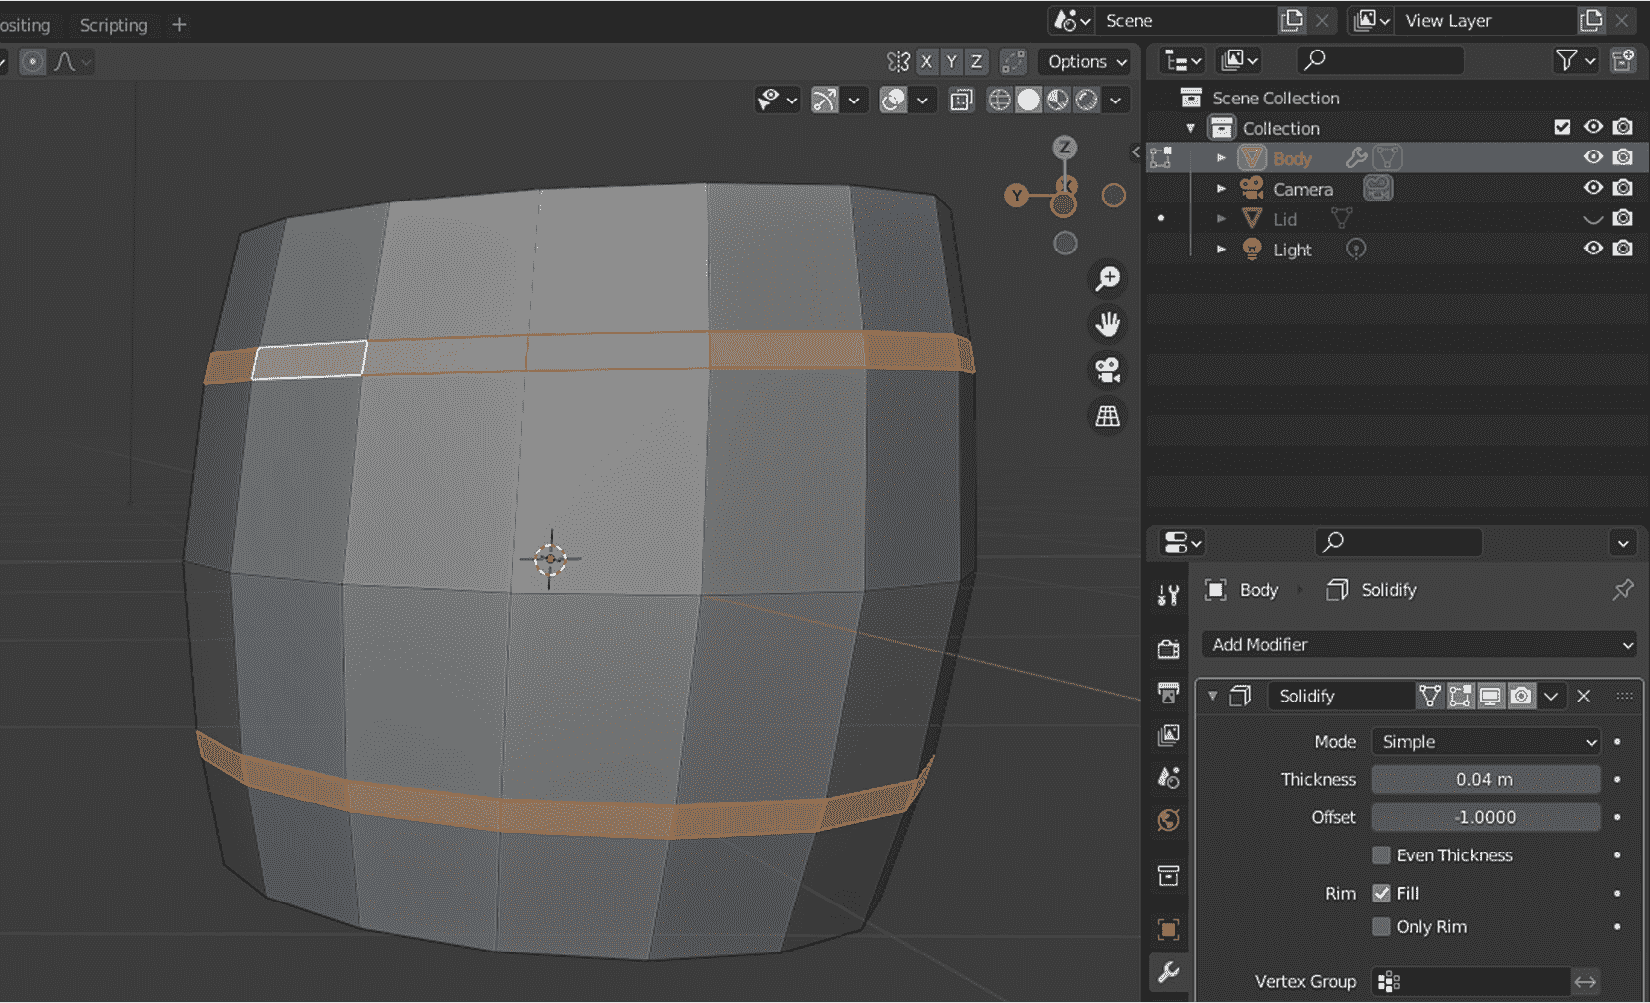 ositing Scripting +
Scene
View Layer
X Y Z Options
Scene Collection
Collection
Body
Camera
Lid
Light
Z
Y X
Body Solidify
Add Modifier
Solidify
Mode Simple
Thickness 0.04 m
Offset -1.0000
Even Thickness
Rim Fill
Only Rim
Vertex Group